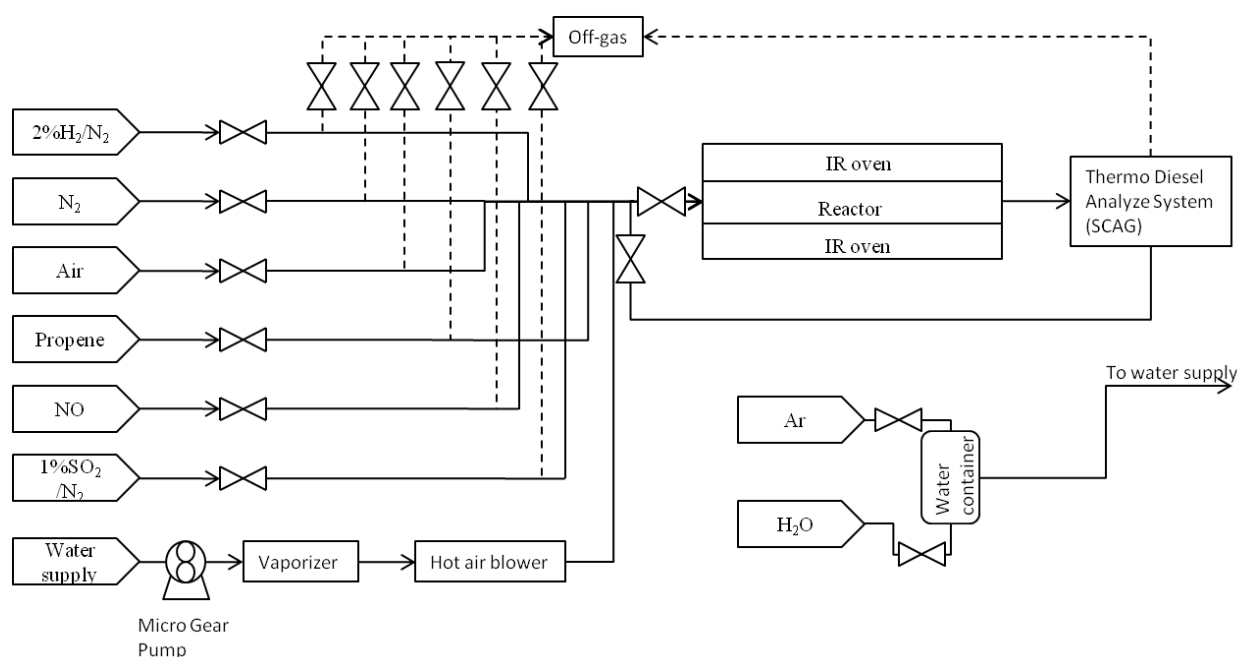 Off-gas
2%H₂/N₂
N₂
Air
Propene
NO
1%SO₂
/N₂
Water
supply
Micro Gear
Pump
Vaporizer
Hot air blower
IR oven
Reactor
IR oven
Thermo Diesel
Analyze System
(SCAG)
To water supply
Ar
H₂O
Water
container